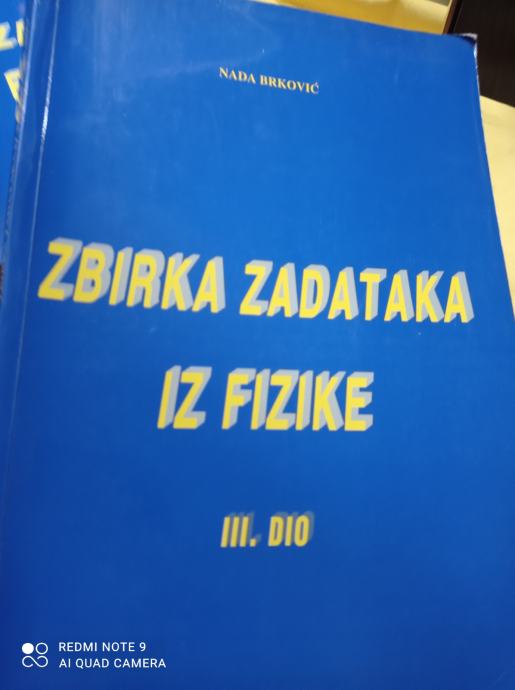 NADA BRKOVIĆ
ZBIRKA ZADATAKA
IZ FIZIKE
III. DIO
REDMI NOTE 9
AI QUAD CAMERA